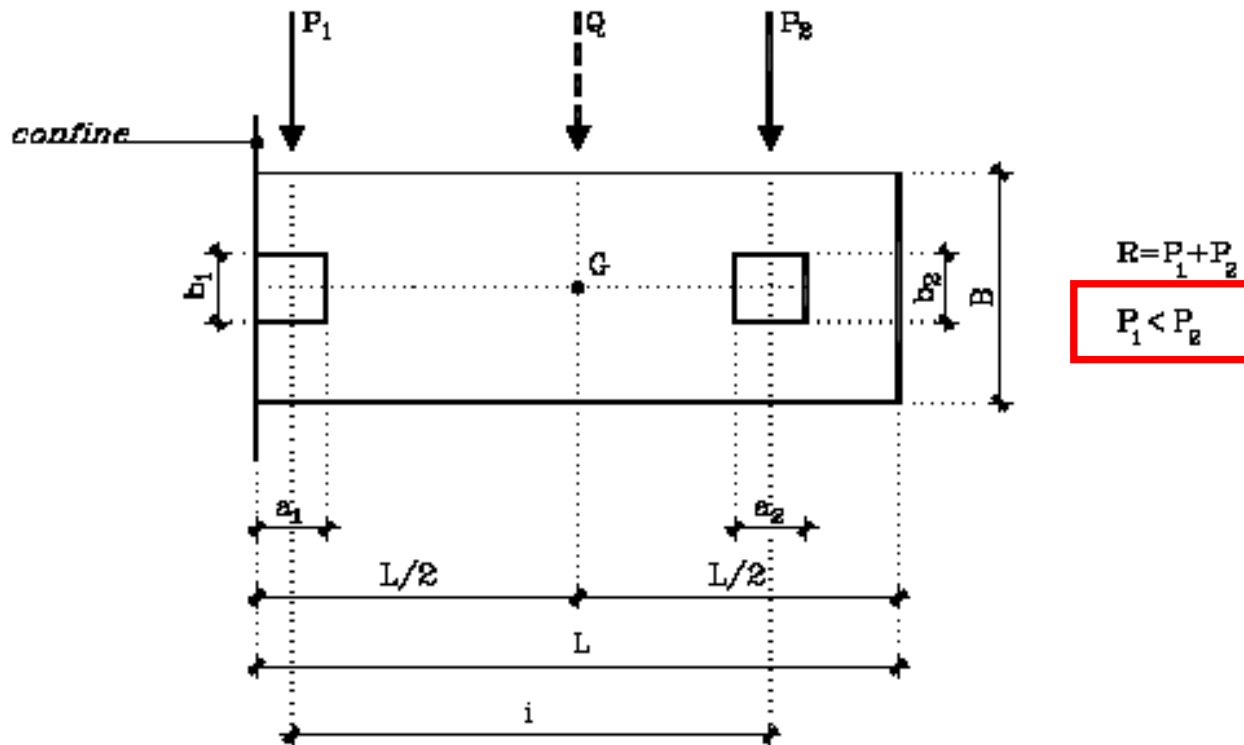 P₁
Q
P₂
confine
b₁
G
b₂
B
R=P₁+P₂
P₁ < P₂
a₁
a₂
L/2
L/2
L
i